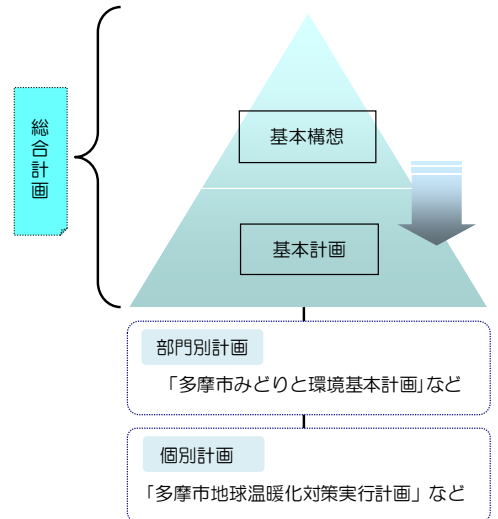 総合計画
基本構想
基本計画
部門別計画
「多摩市みどりと環境基本計画」など
個別計画
「多摩市地球温暖化対策実行計画」など